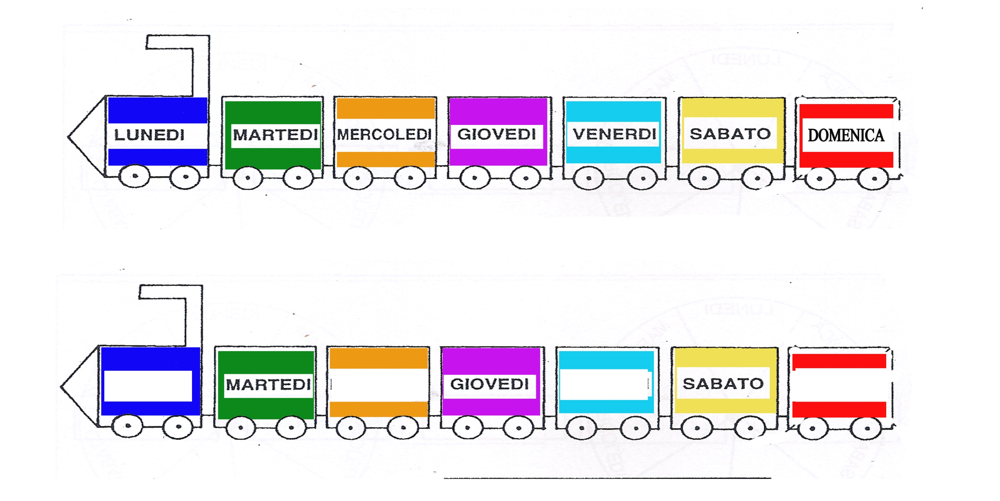 LUNEDI MARTEDI MERCOLEDI GIOVEDI VENERDI SABATO DOMENICA
MARTEDI GIOVEDI SABATO